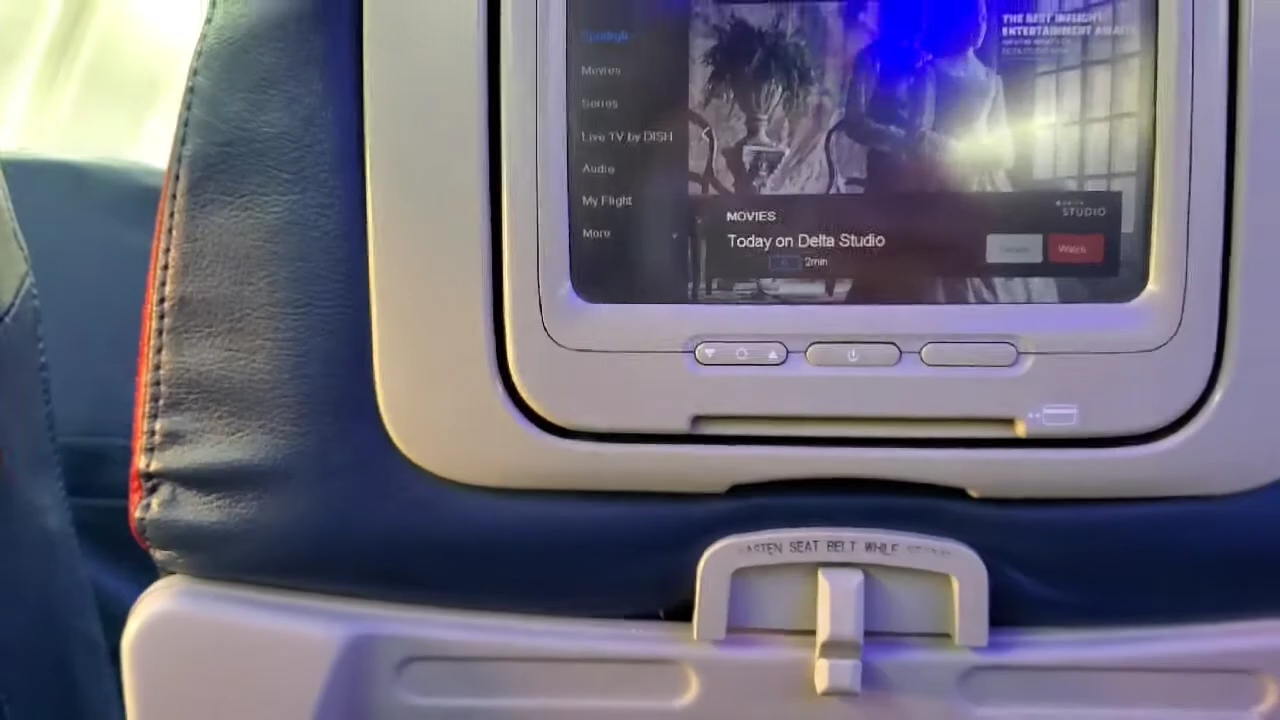 Spotlight
Movies
Series
Live TV by DISH
Audio
My Flight
More
THE BEST INFLIGHT
ENTERTAINMENT
MOVIES
Today on Delta Studio
2min
STUDIO
Watch
FASTEN SEAT BELT WHILE